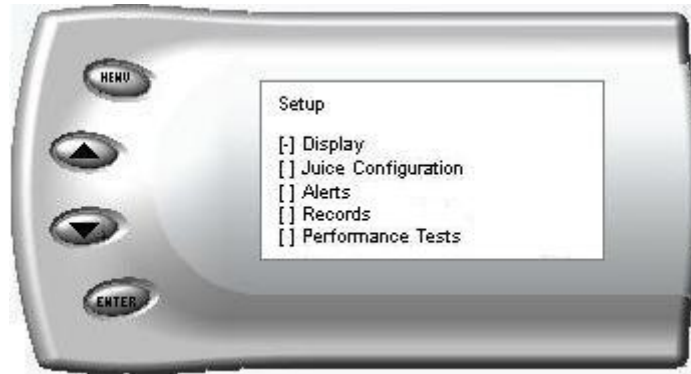 MENU
ENTER
Setup
[-] Display
[ ] Juice Configuration
[ ] Alerts
[ ] Records
[ ] Performance Tests